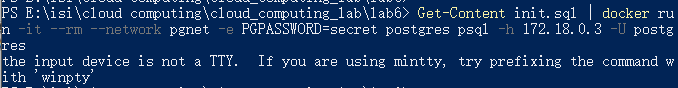 PS E:\isi\cloud computing\cloud_computing_lab\lab6> Get-Content init.sql | docker ru
n -it --rm --network pgnet -e PGPASSWORD=secret postgres psql -h 172.18.0.3 -U postg
res
the input device is not a TTY.  If you are using mintty, try prefixing the command w
ith 'winpty'